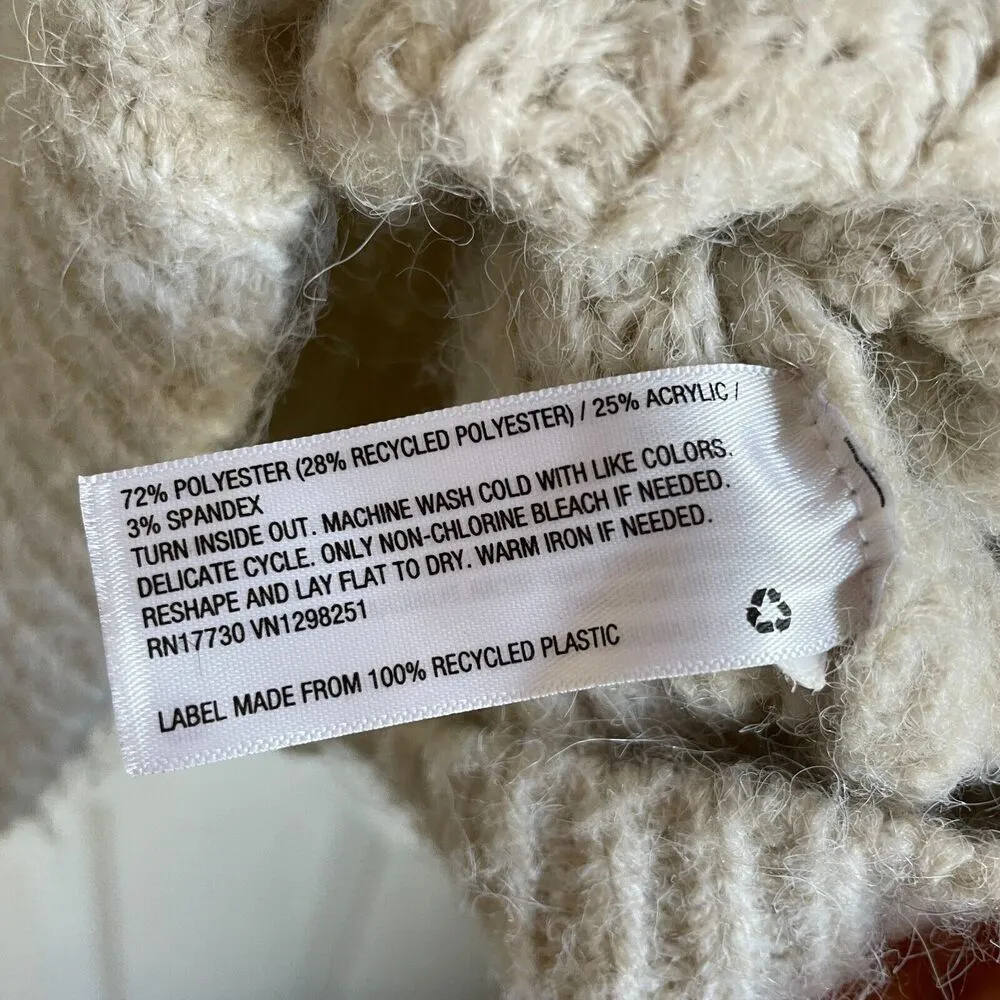 72% POLYESTER (28% RECYCLED POLYESTER) / 25% ACRYLIC /
3% SPANDEX
TURN INSIDE OUT. MACHINE WASH COLD WITH LIKE COLORS.
DELICATE CYCLE. ONLY NON-CHLORINE BLEACH IF NEEDED.
RESHAPE AND LAY FLAT TO DRY. WARM IRON IF NEEDED.
RN17730 VN1298251
LABEL MADE FROM 100% RECYCLED PLASTIC